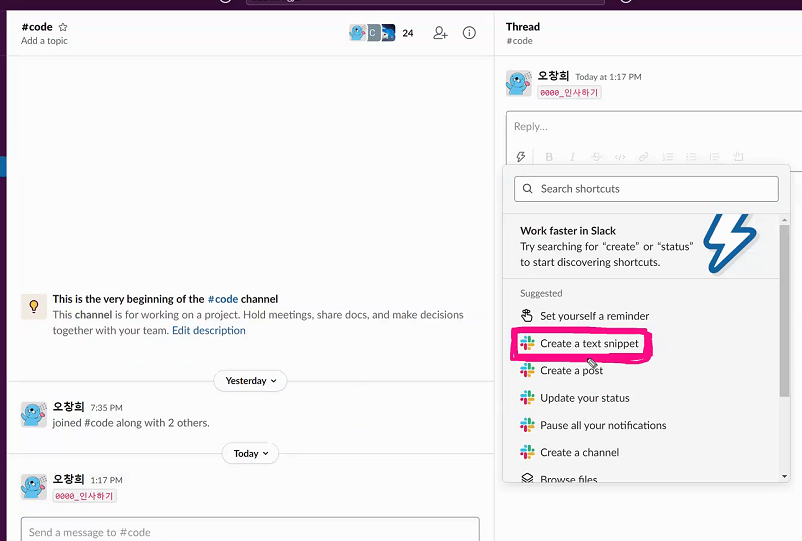 #code
Add a topic
C
24
This is the very beginning of the #code channel
This channel is for working on a project. Hold meetings, share docs, and make decisions
together with your team. Edit description
Yesterday
오창희 7:35 PM
joined #code along with 2 others.
Today
오창희 1:17 PM
0000_인사하기
Send a message to #code
Thread
#code
오창희 Today at 1:17 PM
0000_인사하기
Reply...
B I S
Search shortcuts
Work faster in Slack
Try searching for “create” or “status”
to start discovering shortcuts.
Suggested
Set yourself a reminder
Create a text snippet
Create a post
Update your status
Pause all your notifications
Create a channel
Browse files